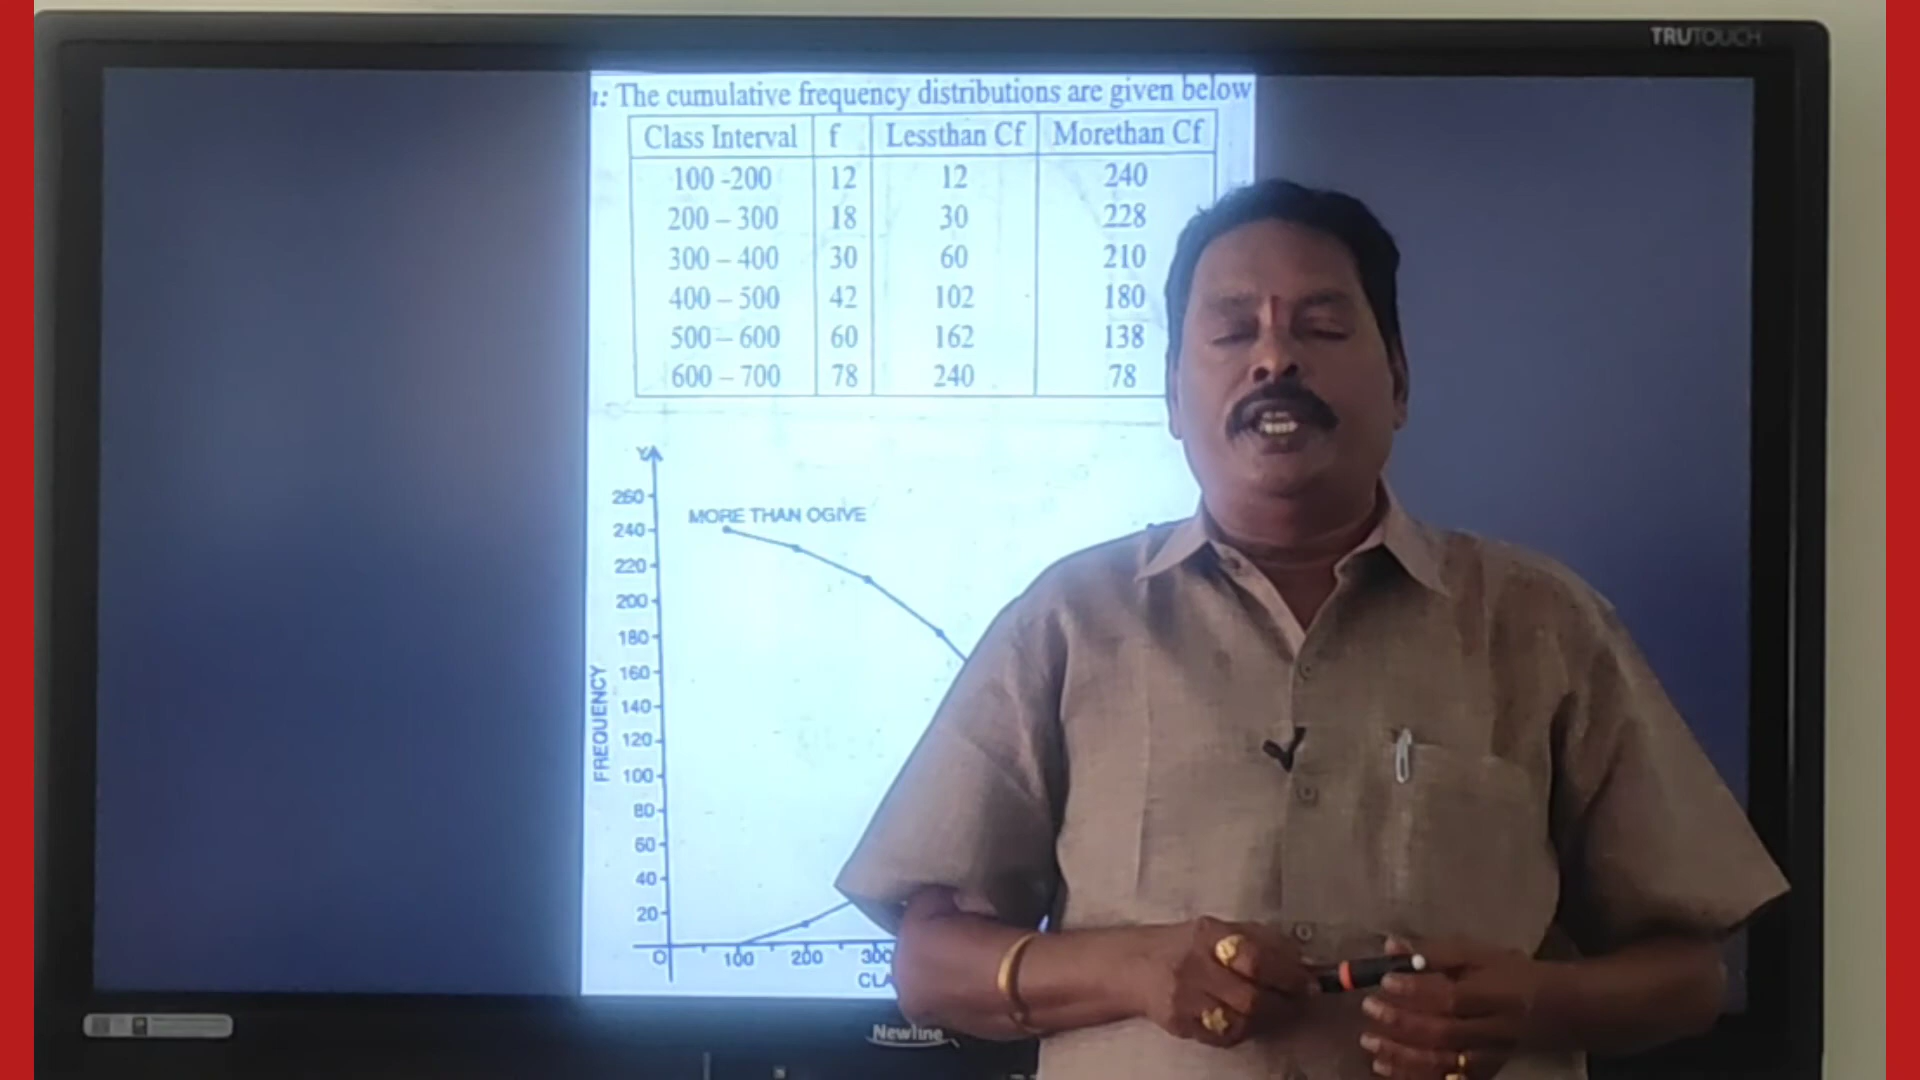 TRUTOUCH
1: The cumulative frequency distributions are given below
Class Interval f Lessthan Cf Morethan Cf
100 -200 12 12 240
200 – 300 18 30 228
300 – 400 30 60 210
400 – 500 42 102 180
500 – 600 60 162 138
600 – 700 78 240 78
Y
MORE THAN OGIVE
260
240
220
200
180
160
140
120
100
80
60
40
20
FREQUENCY
O 100 200 300
CLA
Newline